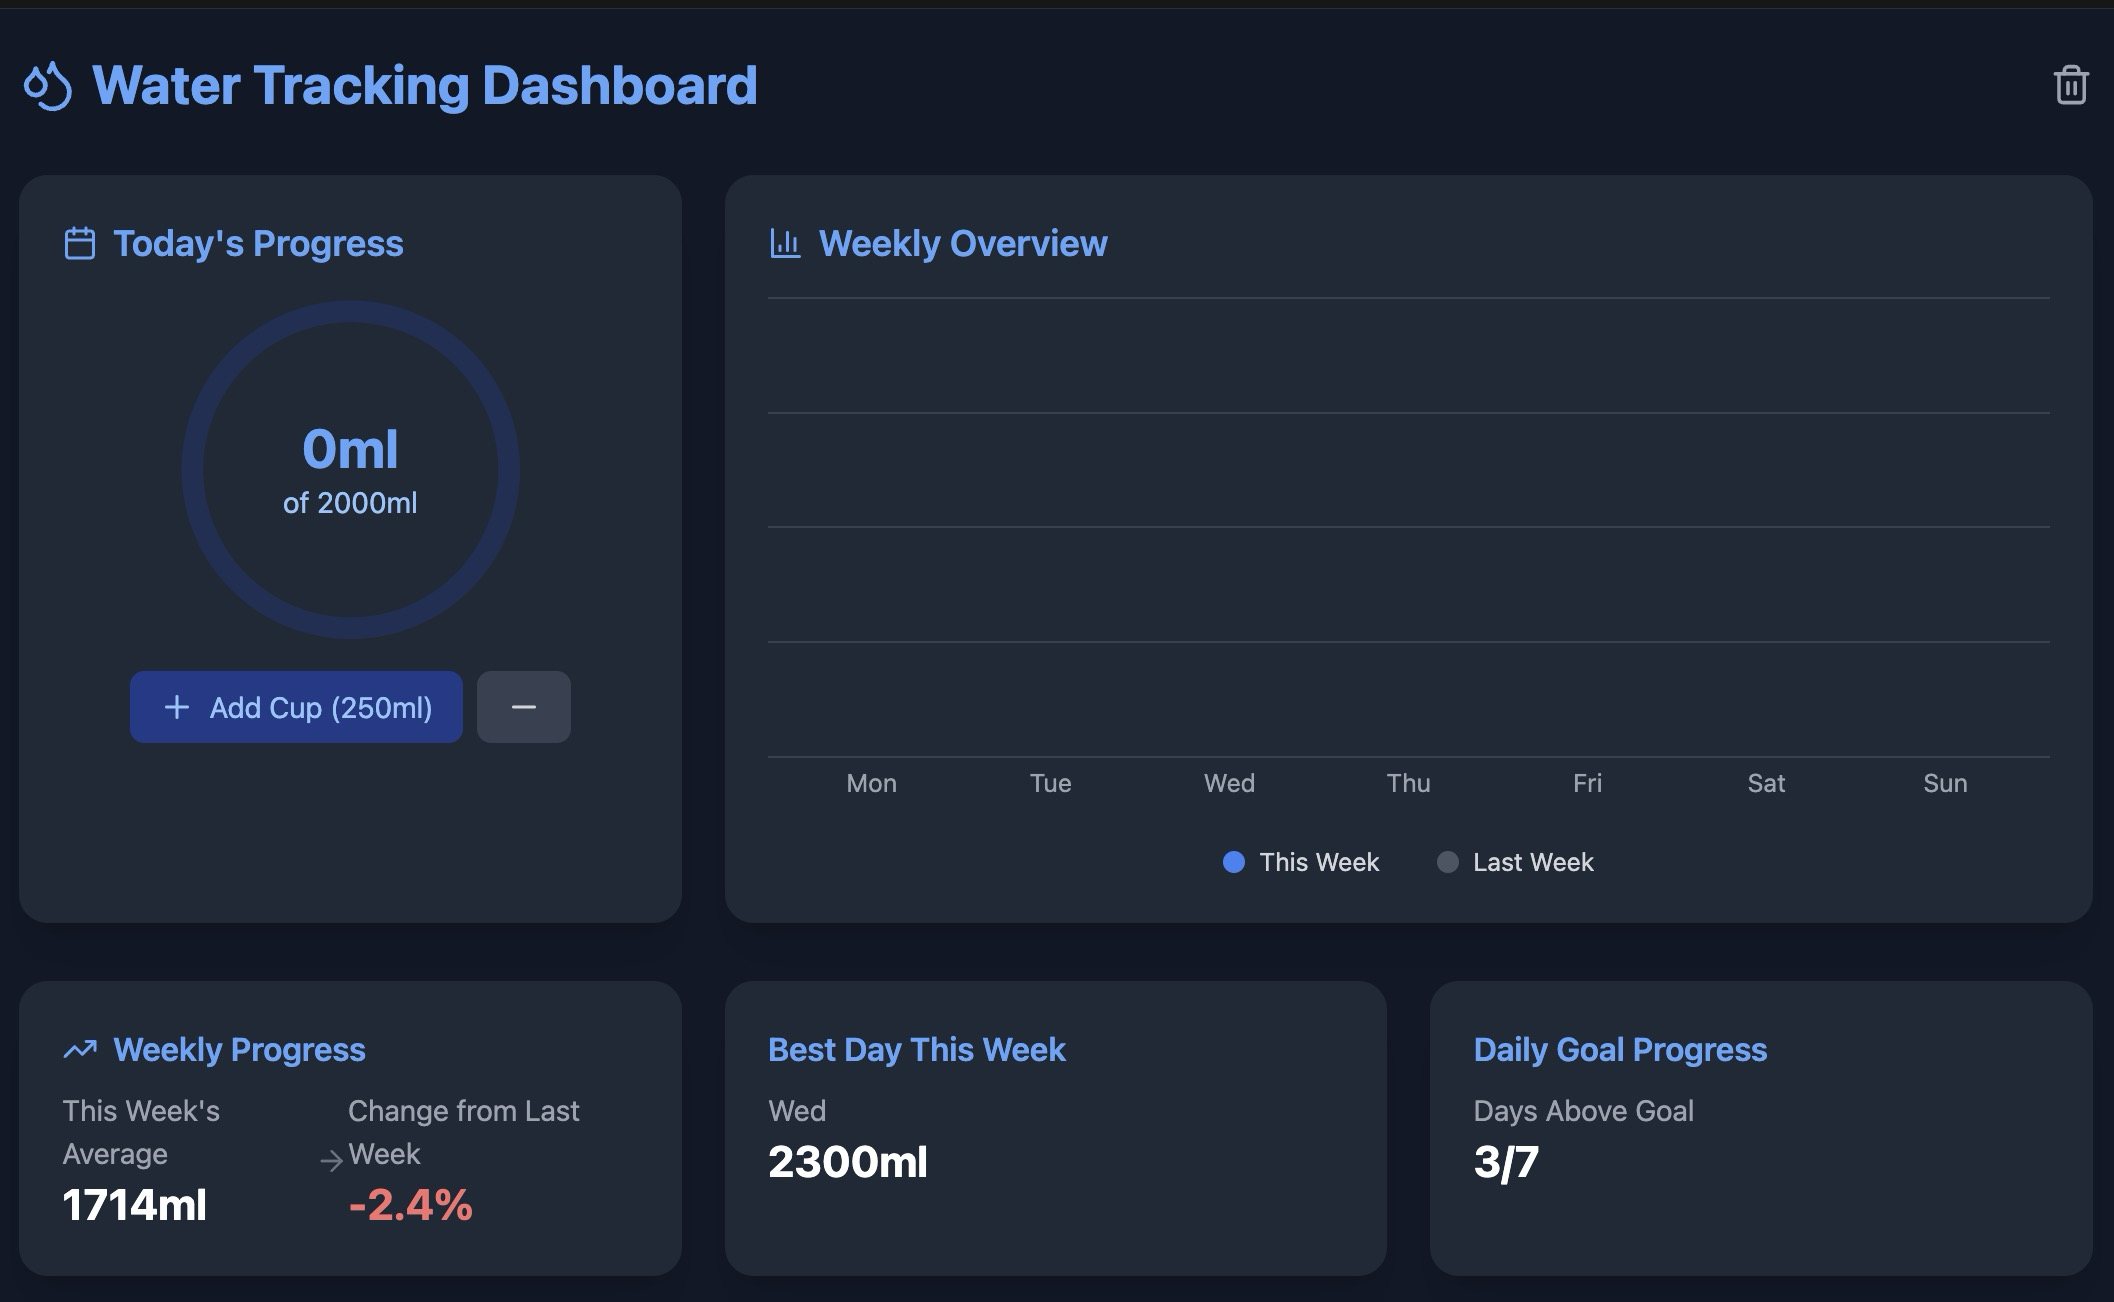 Water Tracking Dashboard
Today's Progress
0ml
of 2000ml
Add Cup (250ml)
Weekly Overview
Mon Tue Wed Thu Fri Sat Sun
This Week Last Week
Weekly Progress
This Week's
Average
1714ml
Change from Last
Week
-2.4%
Best Day This Week
Wed
2300ml
Daily Goal Progress
Days Above Goal
3/7